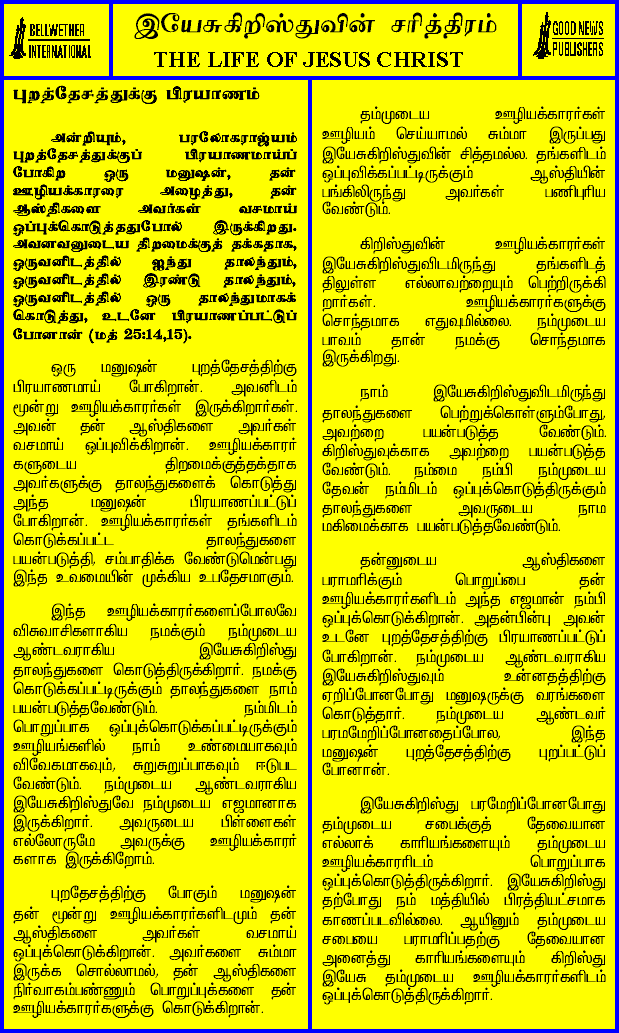 BELLWETHER
INTERNATIONAL
இயேசுகிறிஸ்துவின் சரித்திரம்
THE LIFE OF JESUS CHRIST
GOOD NEWS
PUBLISHERS
புறத்தேசத்துக்கு பிரயாணம்
அன்றியும், பரலோகராஜ்யம்
புறத்தேசத்துக்குப் பிரயாணமாய்ப்
போகிற ஒரு மனுஷன், தன்
ஊழியக்காரரை அழைத்து, தன்
ஆஸ்திகளை அவர்கள் வசமாய்
ஒப்புக்கொடுத்ததுபோல் இருக்கிறது.
அவனவனுடைய திறமைக்குத் தக்கதாக,
ஒருவனிடத்தில் ஐந்து தாலந்தும்,
ஒருவனிடத்தில் இரண்டு தாலந்தும்,
ஒருவனிடத்தில் ஒரு தாலந்துமாகக்
கொடுத்து, உடனே பிரயாணப்பட்டுப்
போனான் (மத் 25:14,15).
ஒரு மனுஷன் புறத்தேசத்திற்கு
பிரயாணமாய் போகிறான். அவனிடம்
மூன்று ஊழியக்காரர்கள் இருக்கிறார்கள்.
அவன் தன் ஆஸ்திகளை அவர்கள்
வசமாய் ஒப்புவிக்கிறான். ஊழியக்காரர்
களுடைய திறமைக்குத்தக்தாக
அவர்களுக்கு தாலந்துகளைக் கொடுத்து
அந்த மனுஷன் பிரயாணப்பட்டுப்
போகிறான். ஊழியக்காரர்கள் தங்களிடம்
கொடுக்கப்பட்ட தாலந்துகளை
பயன்படுத்தி, சம்பாதிக்க வேண்டுமென்பது
இந்த உவமையின் முக்கிய உபதேசமாகும்.
இந்த ஊழியக்காரர்களைப்போலவே
விசுவாசிகளாகிய நமக்கும் நம்முடைய
ஆண்டவராகிய இயேசுகிறிஸ்து
தாலந்துகளை கொடுத்திருக்கிறார். நமக்கு
கொடுக்கப்பட்டிருக்கும் தாலந்துகளை நாம்
பயன்படுத்தவேண்டும். நம்மிடம்
பொறுப்பாக ஒப்புக்கொடுக்கப்பட்டிருக்கும்
ஊழியங்களில் நாம் உண்மையாகவும்
விவேகமாகவும், சுறுசுறுப்பாகவும் ஈடுபட
வேண்டும். நம்முடைய ஆண்டவராகிய
இயேசுகிறிஸ்துவே நம்முடைய எஜமானாக
இருக்கிறார். அவருடைய பிள்ளைகள்
எல்லோருமே அவருக்கு ஊழியக்காரர்
களாக இருக்கிறோம்.
புறதேசத்திற்கு போகும் மனுஷன்
தன் மூன்று ஊழியக்காரர்களிடமும் தன்
ஆஸ்திகளை அவர்கள் வசமாய்
ஒப்புக்கொடுக்கிறான். அவர்களை சும்மா
இருக்க சொல்லாமல், தன் ஆஸ்திகளை
நிர்வாகம்பண்ணும் பொறுப்புக்களை தன்
ஊழியக்காரர்களுக்கு கொடுக்கிறான்.
தம்முடைய ஊழியக்காரர்கள்
ஊழியம் செய்யாமல் சும்மா இருப்பது
இயேசுகிறிஸ்துவின் சித்தமல்ல. தங்களிடம்
ஒப்புவிக்கப்பட்டிருக்கும் ஆஸ்தியின்
பங்கிலிருந்து அவர்கள் பணிபுரிய
வேண்டும்.
கிறிஸ்துவின் ஊழியக்காரர்கள்
இயேசுகிறிஸ்துவிடமிருந்து தங்களிடத்
திலுள்ள எல்லாவற்றையும் பெற்றிருக்கி
றார்கள். ஊழியக்காரர்களுக்கு
சொந்தமாக எதுவுமில்லை. நம்முடைய
பாவம் தான் நமக்கு சொந்தமாக
இருக்கிறது.
நாம் இயேசுகிறிஸ்துவிடமிருந்து
தாலந்துகளை பெற்றுக்கொள்ளும்போது,
அவற்றை பயன்படுத்த வேண்டும்.
கிறிஸ்துவுக்காக அவற்றை பயன்படுத்த
வேண்டும். நம்மை நம்பி நம்முடைய
தேவன் நம்மிடம் ஒப்புக்கொடுத்திருக்கும்
தாலந்துகளை அவருடைய நாம
மகிமைக்காக பயன்படுத்தவேண்டும்.
தன்னுடைய ஆஸ்திகளை
பராமரிக்கும் பொறுப்பை தன்
ஊழியக்காரர்களிடம் அந்த எஜமான் நம்பி
ஒப்புக்கொடுக்கிறான். அதன்பின்பு அவன்
உடனே புறத்தேசத்திற்கு பிரயாணப்பட்டுப்
போகிறான். நம்முடைய ஆண்டவராகிய
இயேசுகிறிஸ்துவும் உன்னதத்திற்கு
ஏறிப்போனபோது மனுஷருக்கு வரங்களை
கொடுத்தார். நம்முடைய ஆண்டவர்
பரமமேறிப்போனதைப்போல, இந்த
மனுஷன் புறத்தேசத்திற்கு புறப்பட்டுப்
போனான்.
இயேசுகிறிஸ்து பரமேறிப்போனபோது
தம்முடைய சபைக்குத் தேவையான
எல்லாக் காரியங்களையும் தம்முடைய
ஊழியக்காரரிடம் பொறுப்பாக
ஒப்புக்கொடுத்திருக்கிறார். இயேசுகிறிஸ்து
தற்போது நம் மத்தியில் பிரத்தியட்சமாக
காணப்படவில்லை. ஆயினும் தம்முடைய
சபையை பராமரிப்பதற்கு தேவையான
அனைத்து காரியங்களையும் கிறிஸ்து
இயேசு தம்முடைய ஊழியக்காரர்களிடம்
ஒப்புக்கொடுத்திருக்கிறார்.